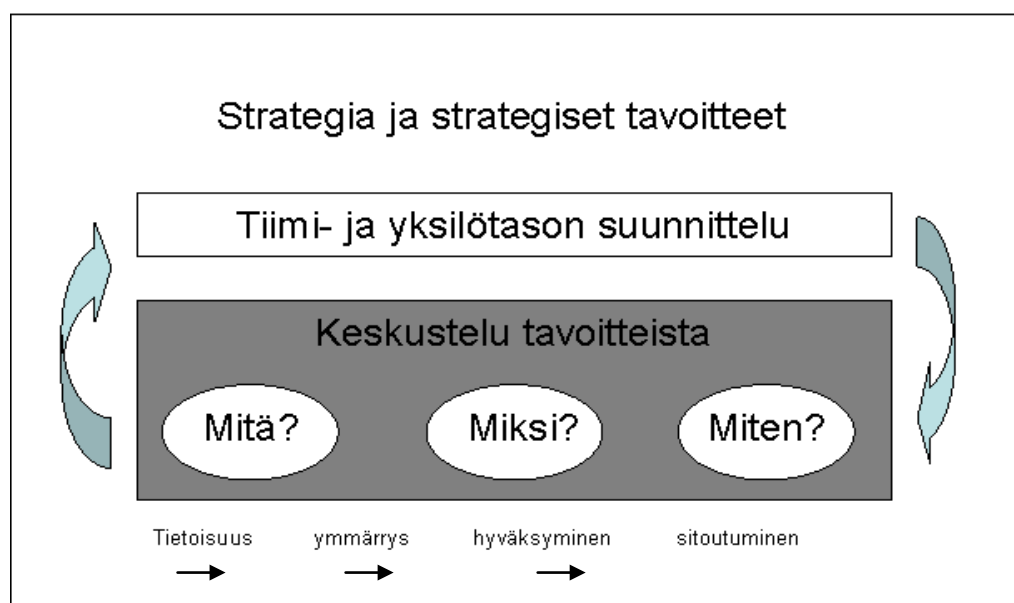 Strategia ja strategiset tavoitteet
Tiimi- ja yksilötason suunnittelu
Keskustelu tavoitteista
Mitä? Miksi? Miten?
Tietoisuus ymmärrys hyväksyminen sitoutuminen